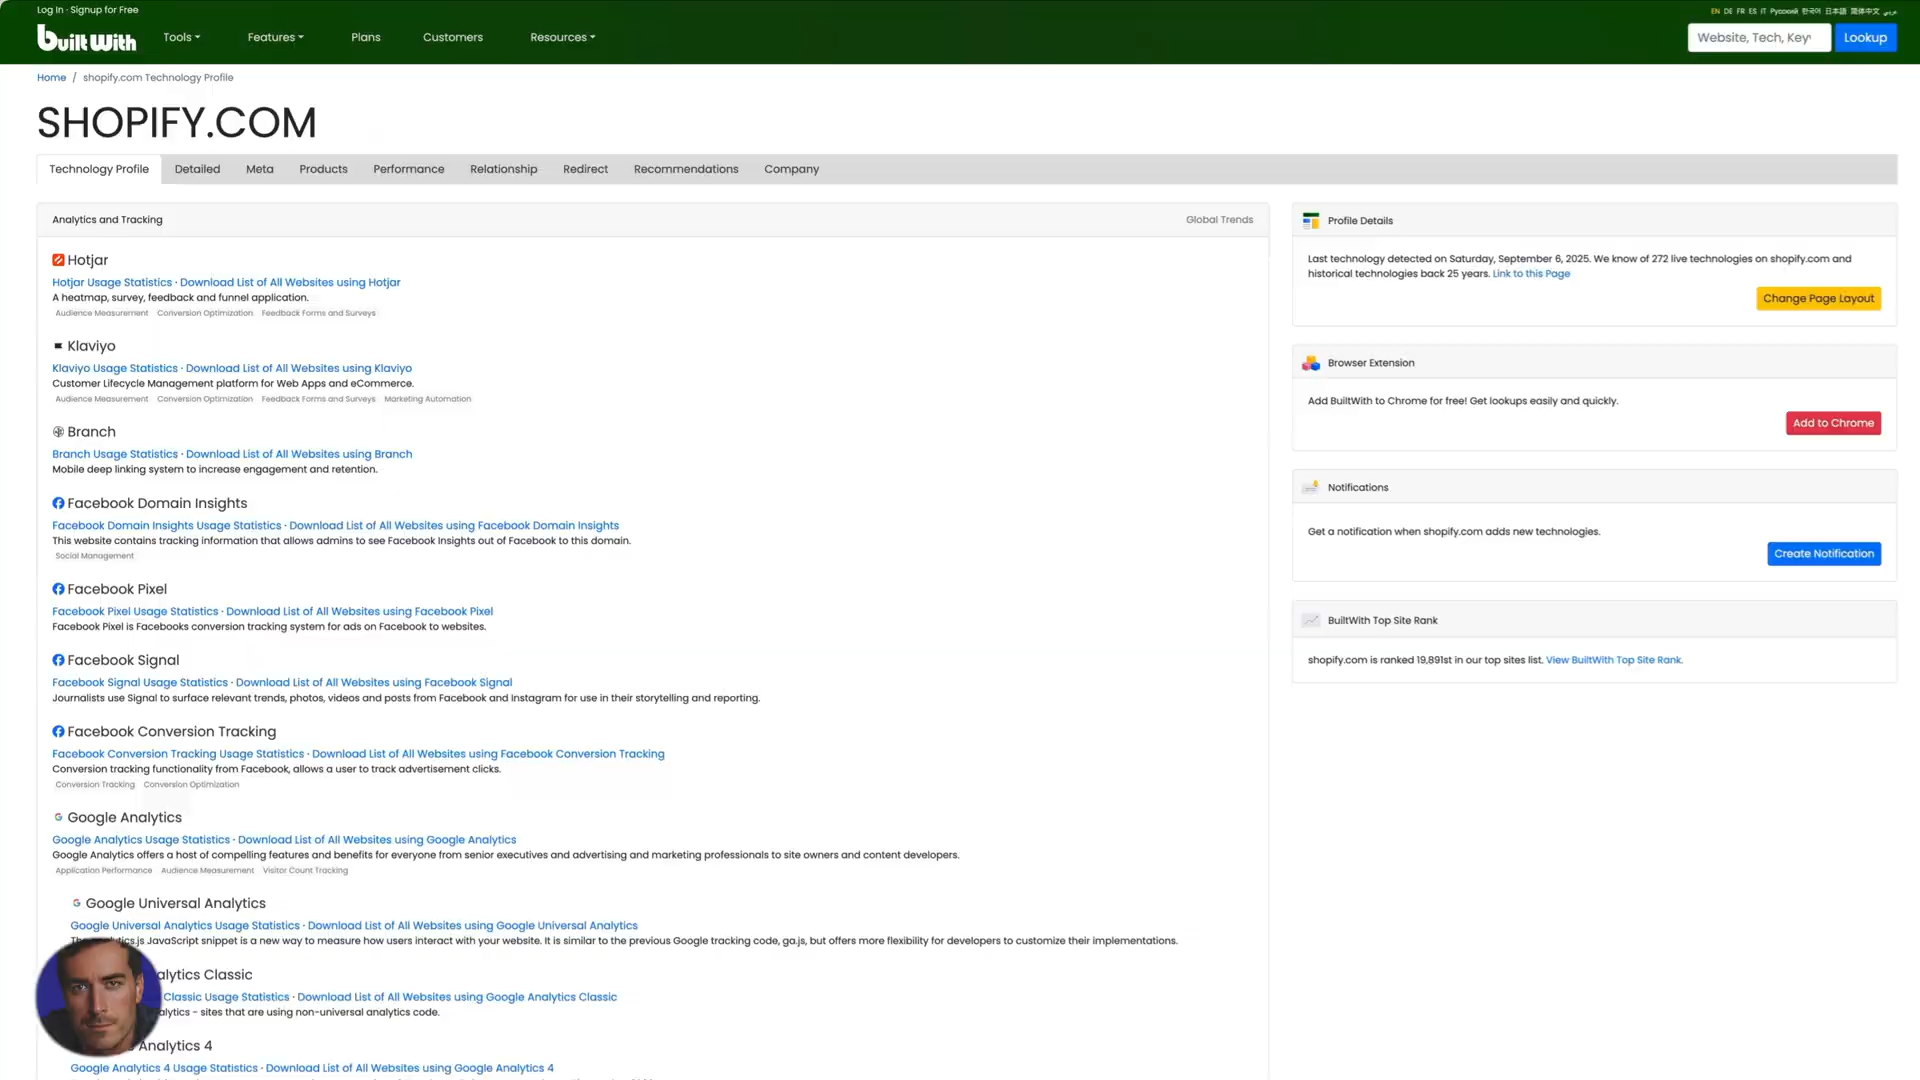 Log In · Signup for Free
EN DE FR ES IT Русский 한국어 日本語 简体中文 عربي
Built With
Tools
Features
Plans
Customers
Resources
Website, Tech, Key
Lookup
Home / shopify.com Technology Profile
SHOPIFY.COM
Technology Profile
Detailed
Meta
Products
Performance
Relationship
Redirect
Recommendations
Company
Analytics and Tracking
Global Trends
Hotjar
Hotjar Usage Statistics · Download List of All Websites using Hotjar
A heatmap, survey, feedback and funnel application.
Audience Measurement Conversion Optimization Feedback Forms and Surveys
Klaviyo
Klaviyo Usage Statistics · Download List of All Websites using Klaviyo
Customer Lifecycle Management platform for Web Apps and eCommerce.
Audience Measurement Conversion Optimization Feedback Forms and Surveys Marketing Automation
Branch
Branch Usage Statistics · Download List of All Websites using Branch
Mobile deep linking system to increase engagement and retention.
Facebook Domain Insights
Facebook Domain Insights Usage Statistics · Download List of All Websites using Facebook Domain Insights
This website contains tracking information that allows admins to see Facebook Insights out of Facebook to this domain.
Social Management
Facebook Pixel
Facebook Pixel Usage Statistics · Download List of All Websites using Facebook Pixel
Facebook Pixel is Facebooks conversion tracking system for ads on Facebook to websites.
Facebook Signal
Facebook Signal Usage Statistics · Download List of All Websites using Facebook Signal
Journalists use Signal to surface relevant trends, photos, videos and posts from Facebook and Instagram for use in their storytelling and reporting.
Facebook Conversion Tracking
Facebook Conversion Tracking Usage Statistics · Download List of All Websites using Facebook Conversion Tracking
Conversion tracking functionality from Facebook, allows a user to track advertisement clicks.
Conversion Tracking Conversion Optimization
Google Analytics
Google Analytics Usage Statistics · Download List of All Websites using Google Analytics
Google Analytics offers a host of compelling features and benefits for everyone from senior executives and advertising and marketing professionals to site owners and content developers.
Application Performance Audience Measurement Visitor Count Tracking
Google Universal Analytics
Google Universal Analytics Usage Statistics · Download List of All Websites using Google Universal Analytics
JavaScript snippet is a new way to measure how users interact with your website. It is similar to the previous Google tracking code, ga.js, but offers more flexibility for developers to customize their implementations.
alytics Classic
Classic Usage Statistics · Download List of All Websites using Google Analytics Classic
alytics - sites that are using non-universal analytics code.
Analytics 4
Google Analytics 4 Usage Statistics · Download List of All Websites using Google Analytics 4
Profile Details
Last technology detected on Saturday, September 6, 2025. We know of 272 live technologies on shopify.com and
historical technologies back 25 years. Link to this Page
Change Page Layout
Browser Extension
Add BuiltWith to Chrome for free! Get lookups easily and quickly.
Add to Chrome
Notifications
Get a notification when shopify.com adds new technologies.
Create Notification
BuiltWith Top Site Rank
shopify.com is ranked 19,891st in our top sites list. View BuiltWith Top Site Rank.